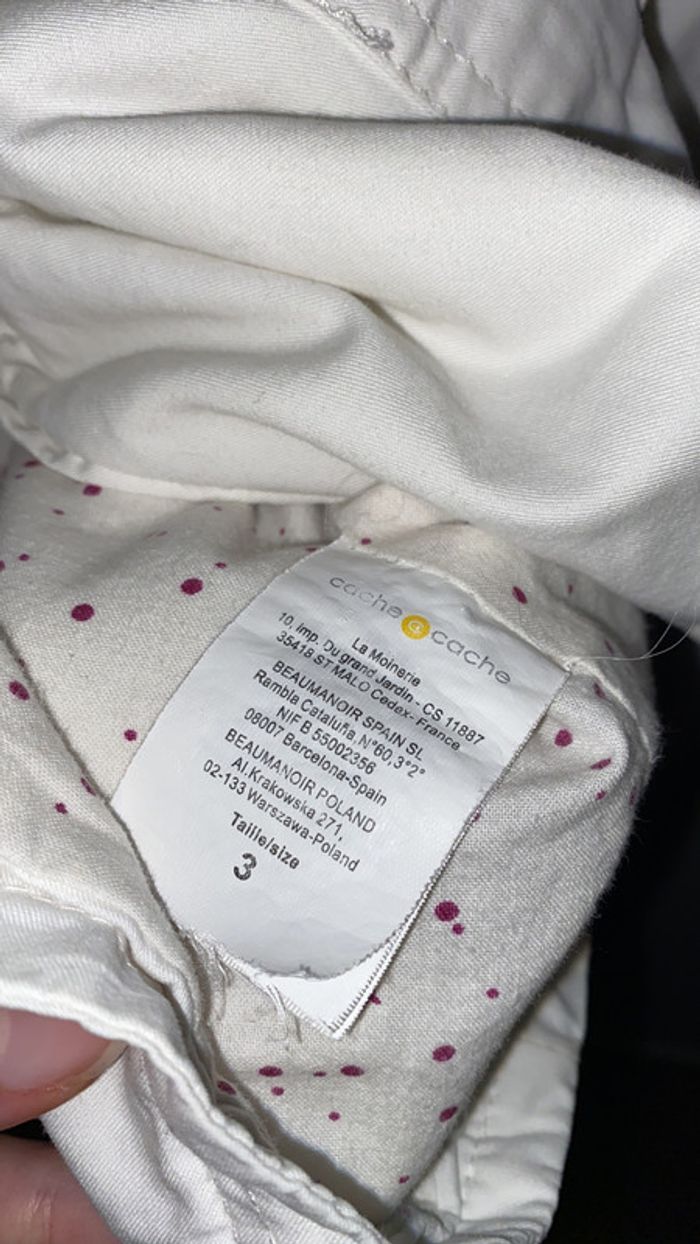 cache cache
La Moinerie
10, imp. Du grand Jardin - CS 11887
35418 ST MALO Cedex- France
BEAUMANOIR SPAIN SL
Rambla Cataluña, N°60,3°2°
NIF B 55002356
08007 Barcelona-Spain
BEAUMANOIR POLAND
Al.Krakowska 271,
02-133 Warszawa-Poland
Taille/size
3